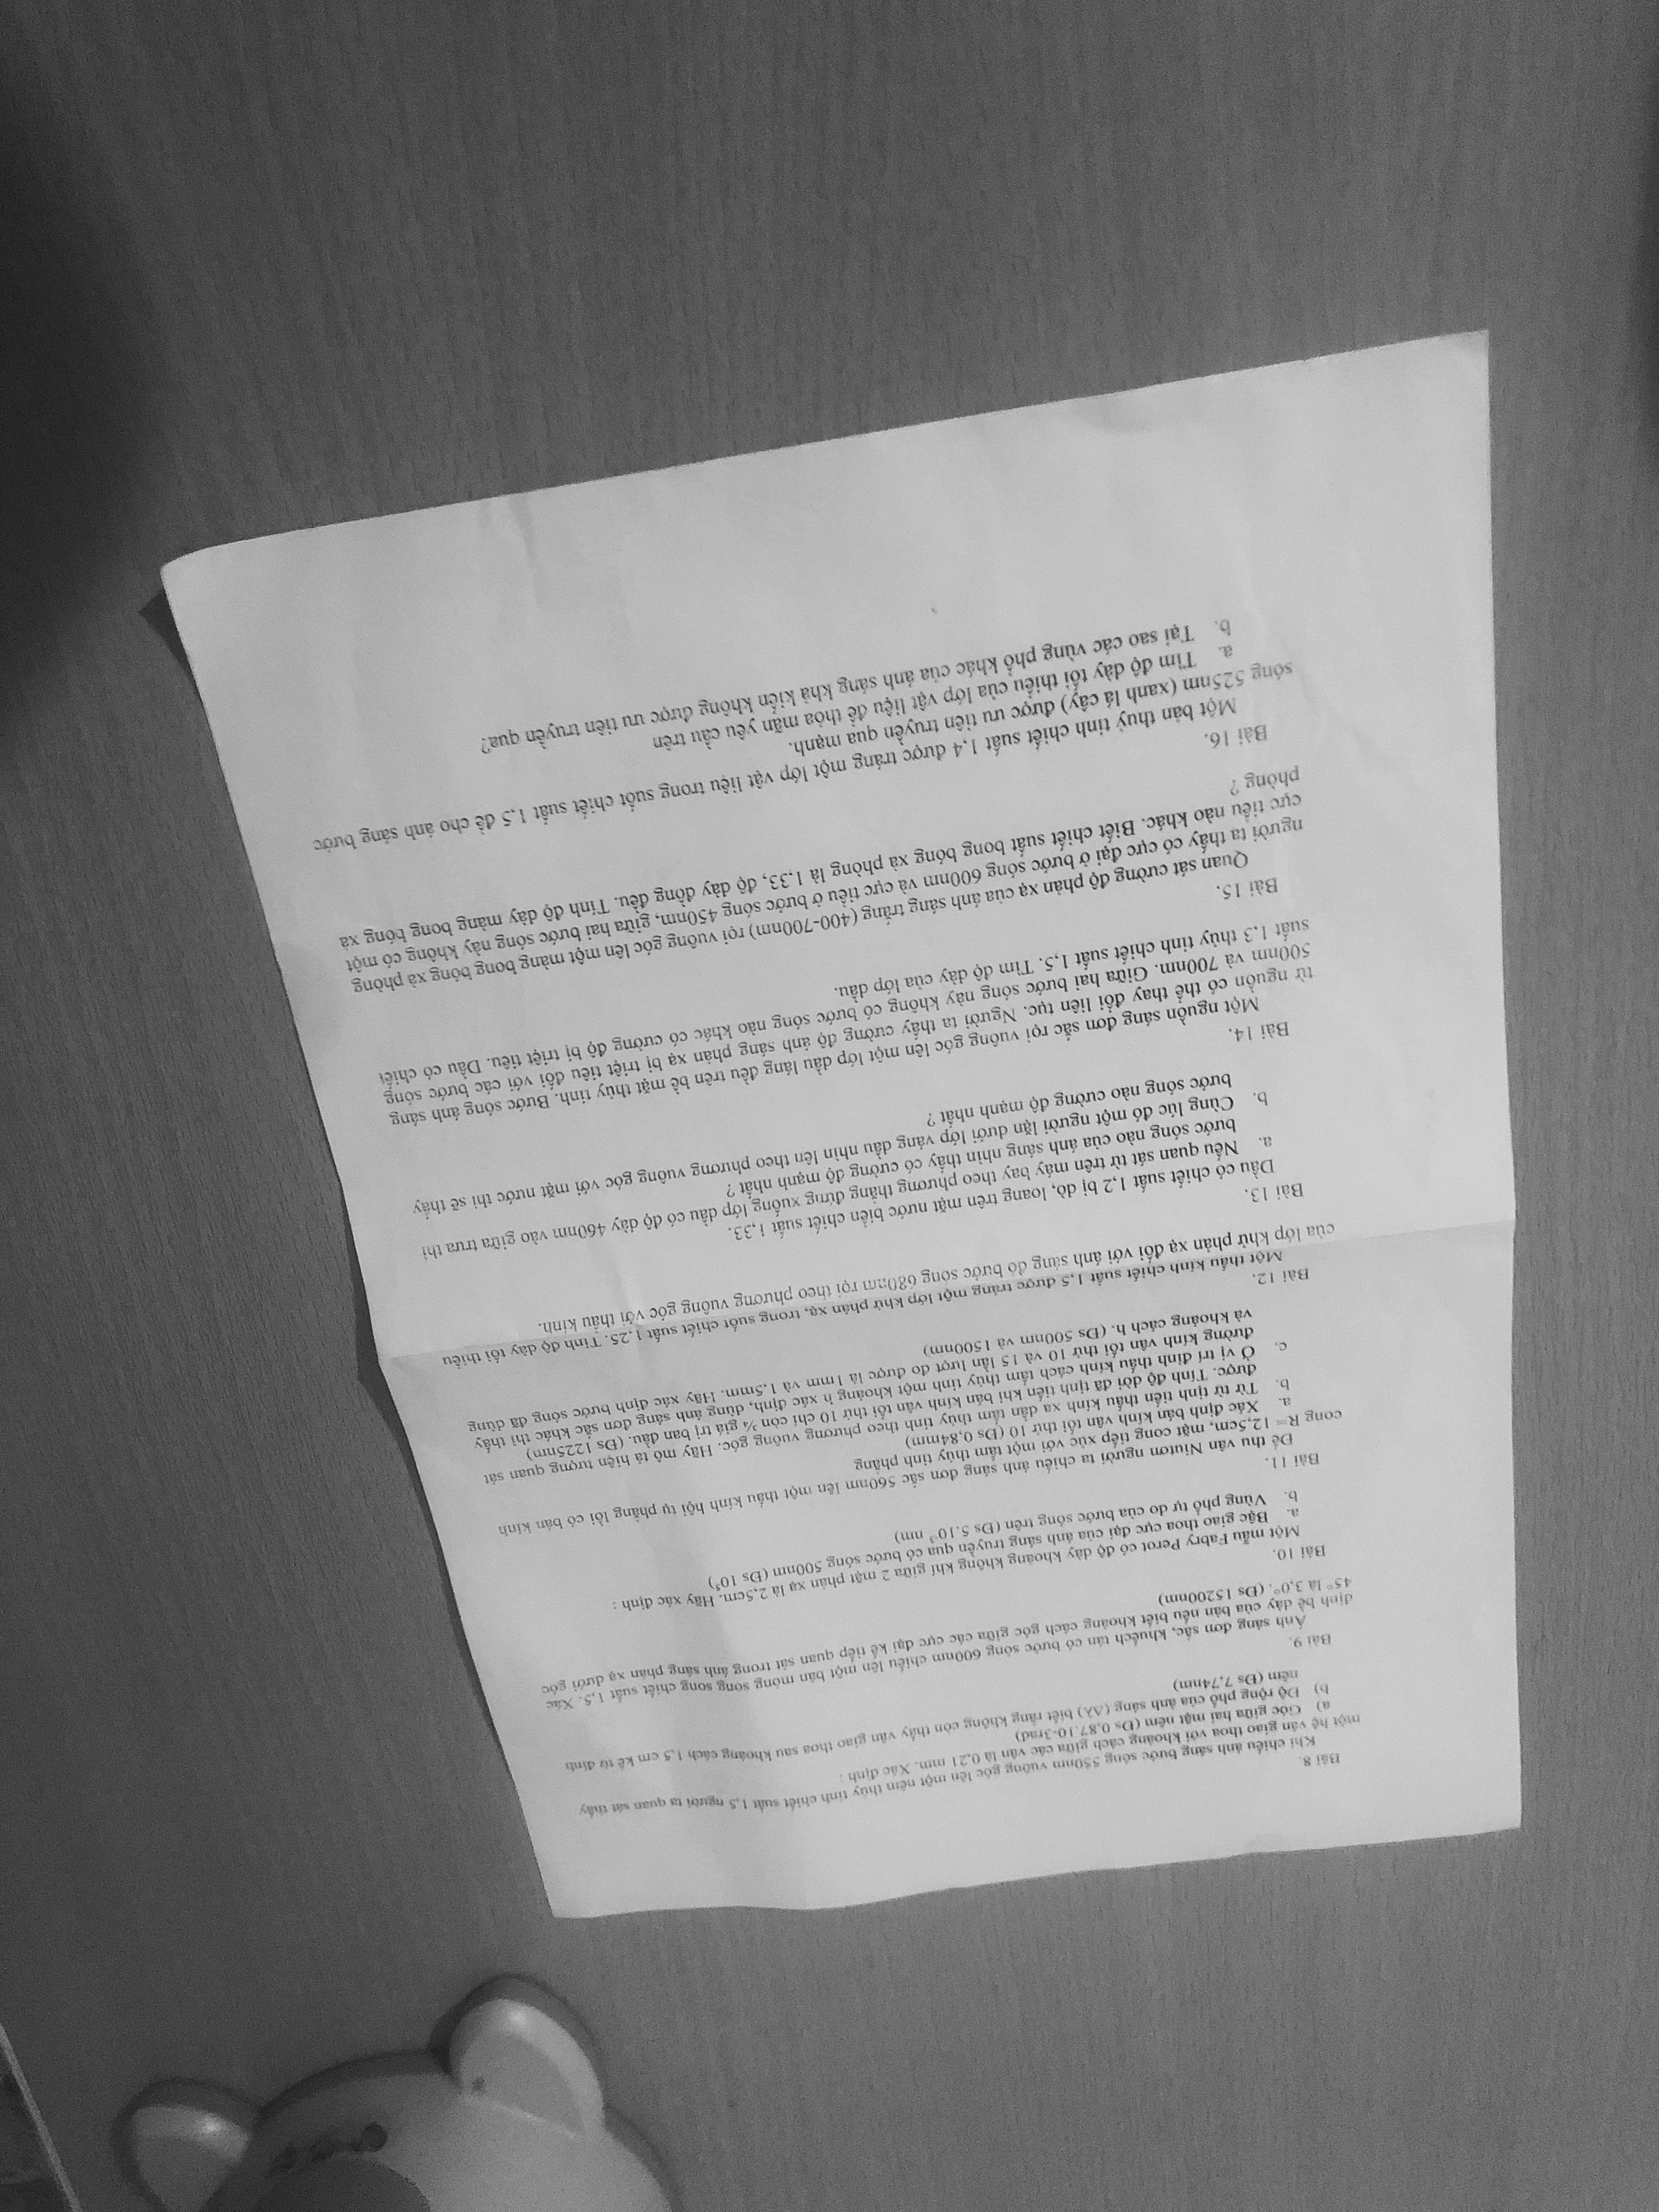 Bài 8.
Khi chiếu ánh sáng bước sóng 550nm vuông góc lên một nêm thủy tinh chiết suất 1,5 người ta quan sát thấy
một hệ vân giao thoa với khoảng cách giữa các vân là 0,21 mm. Xác định :
a) Góc giữa hai mặt nêm (Đs 0,87.10-3rad)
b) Độ rộng phổ của ánh sáng (Δλ) biết rằng không còn thấy vân giao thoa sau khoảng cách 1,5 cm kể từ đỉnh
nêm (Đs 7,74nm)
Bài 9.
Ánh sáng đơn sắc, khuếch tán có bước sóng 600nm chiếu lên một bản mỏng song song chiết suất 1,5. Xác
định bề dày của bản nếu biết khoảng cách góc giữa các cực đại kế tiếp quan sát trong ánh sáng phản xạ dưới góc
45° là 3,0°. (Đs 15200nm)
Bài 10.
Một mẫu Fabry Perot có độ dày khoảng không khí giữa 2 mặt phản xạ là 2,5cm. Hãy xác định :
a. Bậc giao thoa cực đại của ánh sáng truyền qua có bước sóng 500nm (Đs 10⁵)
b. Vùng phổ tự do của bước sóng trên (Đs 5.10⁻³ nm)
Bài 11.
Để thu vân Niutơn người ta chiếu ánh sáng đơn sắc 560nm lên một thấu kính hội tụ phẳng lồi có bán kính
cong R= 12,5cm, mặt cong tiếp xúc với một tấm thủy tinh phẳng
a. Xác định bán kính vân tối thứ 10 (Đs 0,84mm)
b. Từ từ tịnh tiến thấu kính xa dần tấm thủy tinh theo phương vuông góc. Hãy mô tả hiện tượng quan sát
được. Tính độ dời đã tịnh tiến khi bán kính vân tối thứ 10 chỉ còn ¾ giá trị ban đầu. (Đs 1225nm)
c. Ở vị trí đỉnh thấu kính cách tấm thủy tinh một khoảng h xác định, dùng ánh sáng đơn sắc khác thì thấy
đường kính vân tối thứ 10 và 15 lần lượt đo được là 1mm và 1.5mm. Hãy xác định bước sóng đã dùng
và khoảng cách h. (Đs 500nm và 1500nm)
Bài 12.
Một thấu kính chiết suất 1,5 được tráng một lớp khử phản xạ, trong suốt chiết suất 1,25. Tính độ dày tối thiểu
của lớp khử phản xạ đối với ánh sáng đỏ bước sóng 680nm rọi theo phương vuông góc với thấu kính.
Bài 13.
Dầu có chiết suất 1,2 bị dò, loang trên mặt nước biển chiết suất 1,33.
a. Nếu quan sát từ trên máy bay theo phương thẳng đứng xuống lớp dầu có độ dày 460nm vào giữa trưa thì
bước sóng nào của ánh sáng nhìn thấy có cường độ mạnh nhất ?
b. Cùng lúc đó một người lặn dưới lớp váng dầu nhìn lên theo phương vuông góc với mặt nước thì sẽ thấy
bước sóng nào cường độ mạnh nhất ?
Bài 14.
Một nguồn sáng đơn sắc rọi vuông góc lên một lớp dầu láng đều trên bề mặt thủy tinh. Bước sóng ánh sáng
từ nguồn có thể thay đổi liên tục. Người ta thấy cường độ ánh sáng phản xạ bị triệt tiêu đối với các bước sóng
500nm và 700nm. Giữa hai bước sóng này không có bước sóng nào khác có cường độ bị triệt tiêu. Dầu có chiết
suất 1,3 thủy tinh chiết suất 1,5. Tìm độ dày của lớp dầu.
Bài 15.
Quan sát cường độ phản xạ của ánh sáng trắng (400-700nm) rọi vuông góc lên một màng bong bóng xà phòng
người ta thấy có cực đại ở bước sóng 600nm và cực tiểu ở bước sóng 450nm, giữa hai bước sóng này không có một
cực tiểu nào khác. Biết chiết suất bong bóng xà phòng là 1,33, độ dày đồng đều. Tính độ dày màng bong bóng xà
phòng ?
Bài 16.
Một bản thuỷ tinh chiết suất 1,4 được tráng một lớp vật liệu trong suốt chiết suất 1,5 để cho ánh sáng bước
sóng 525nm (xanh lá cây) được ưu tiên truyền qua mạnh.
a. Tìm độ dày tối thiểu của lớp vật liệu để thỏa mãn yêu cầu trên
b. Tại sao các vùng phổ khác của ánh sáng khả kiến không được ưu tiên truyền qua?